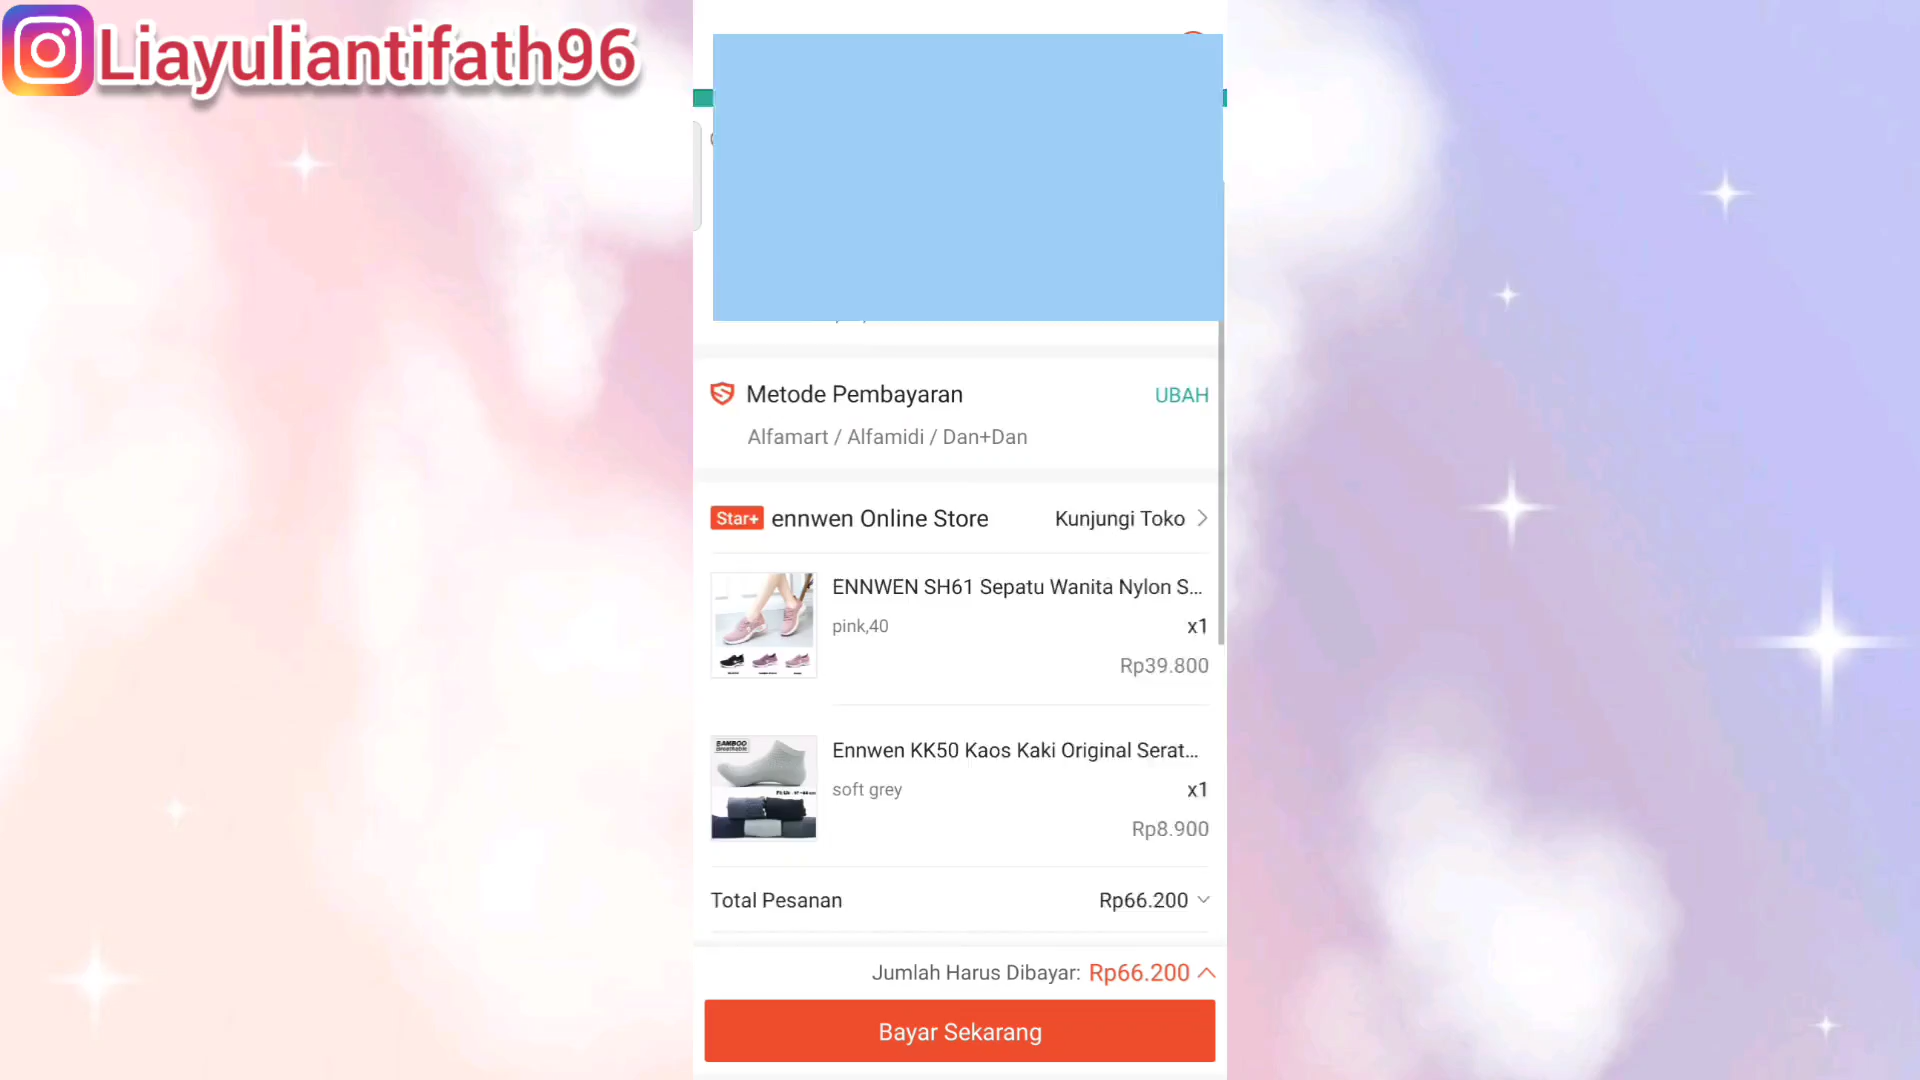 Liayuliantifath96
Metode Pembayaran
UBAH
Alfamart / Alfamidi / Dan+Dan
Star+ ennwen Online Store
Kunjungi Toko
ENNWEN SH61 Sepatu Wanita Nylon S...
pink,40
x1
Rp39.800
BAMBOO
Breathable
Ennwen KK50 Kaos Kaki Original Serat...
soft grey
x1
Rp8.900
Total Pesanan
Rp66.200
Jumlah Harus Dibayar: Rp66.200
Bayar Sekarang